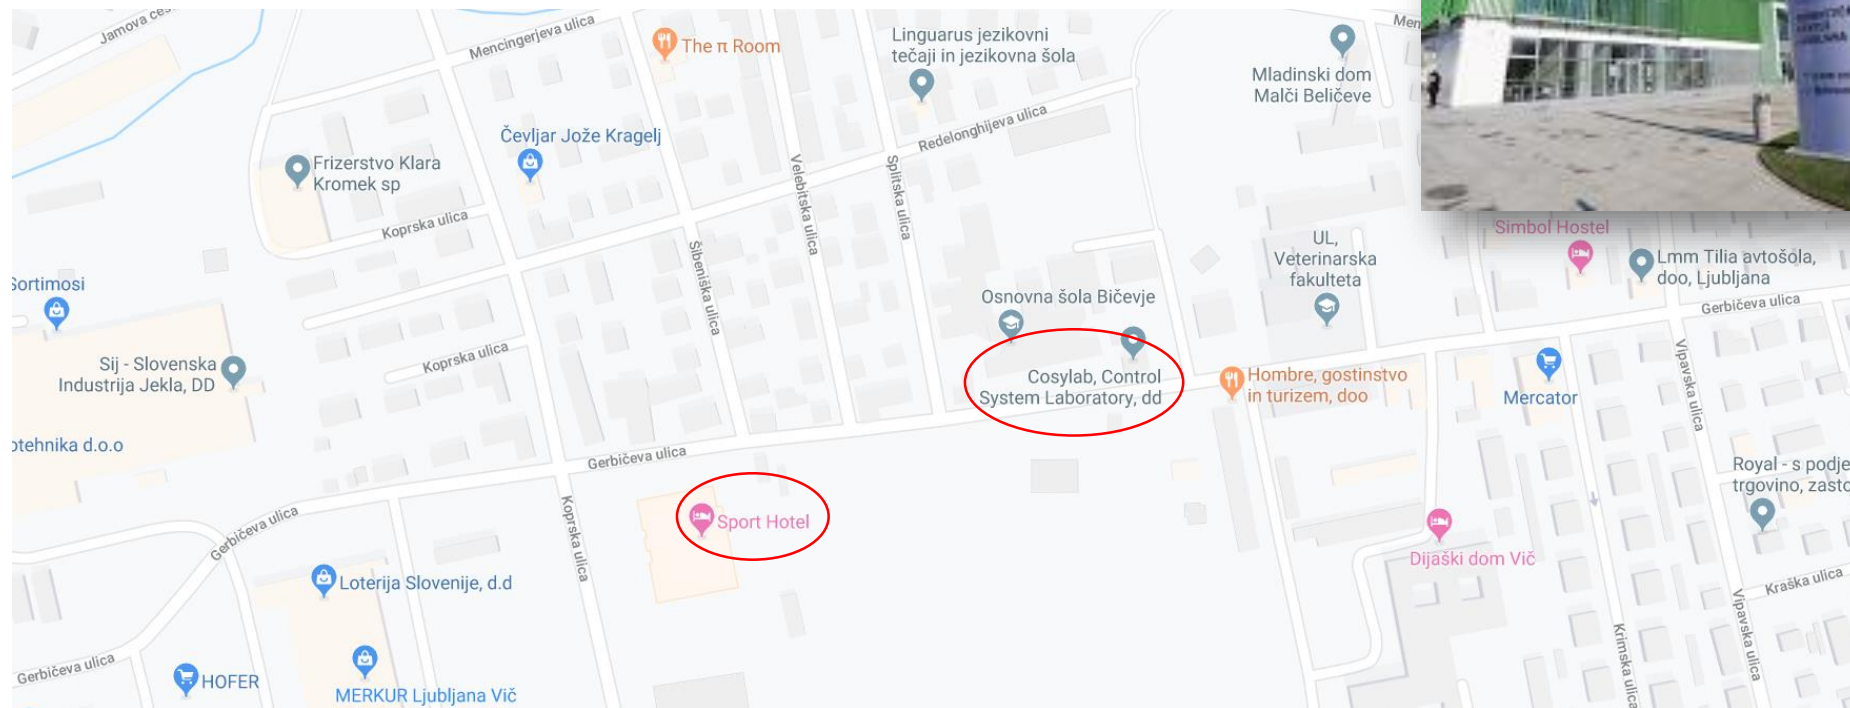 Jamova ces
Mencingerjeva ulica
The π Room
Linguarus jezikovni
tečaji in jezikovna šola
Men
Mladinski dom
Malči Beličeve
Čevljar Jože Kragelj
Redelonghijeva ulica
Frizerstvo Klara
Kromek sp
Velebitska ulica
Splitska ulica
Koprska ulica
Simbol Hostel
UL,
Veterinarska
fakulteta
Lmm Tilia avtošola,
doo, Ljubljana
Šibeniška ulica
Sortimosi
Osnovna šola Bičevje
Gerbičeva ulica
Sij - Slovenska
Industrija Jekla, DD
Koprska ulica
Cosylab, Control
System Laboratory, dd
Hombre, gostinstvo
in turizem, doo
Mercator
Vipavska ulica
otehnika d.o.o
Gerbičeva ulica
Royal - s podje
trgovino, zasto
Sport Hotel
Koprska ulica
Gerbičeva ulica
Dijaški dom Vič
Loterija Slovenije, d.d
Kraška ulica
Vipavska ulica
Krimska ulica
Gerbičeva ulica
HOFER
MERKUR Ljubljana Vič